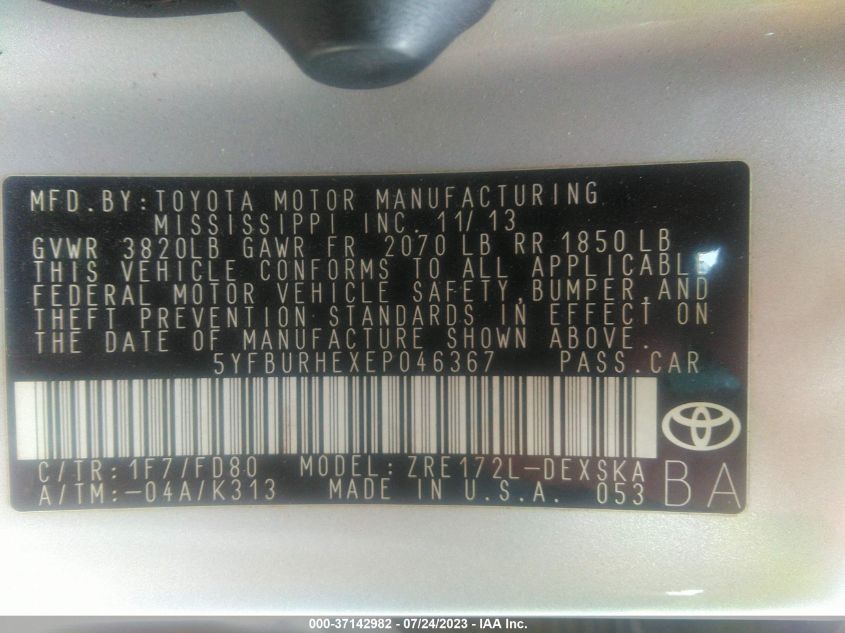 MFD.BY:TOYOTA MOTOR MANUFACTURING
MISSISSIPPI INC. 11/13
GVWR 3820LB GAWR FR 2070LB RR 1850LB
THIS VEHICLE CONFORMS TO ALL APPLICABLE
FEDERAL MOTOR VEHICLE SAFETY,BUMPER,AND
THEFT PREVENTION STANDARDS IN EFFECT ON
THE DATE OF MANUFACTURE SHOWN ABOVE.
5YFBURHEXEP046367 PASS.CAR
C/TR:1F7/FD80 MODEL:ZRE172L-DEXSKA
A/TM:-04A/K313 MADE IN U.S.A. 053
BA
000-37142982 - 07/24/2023 - IAA Inc.